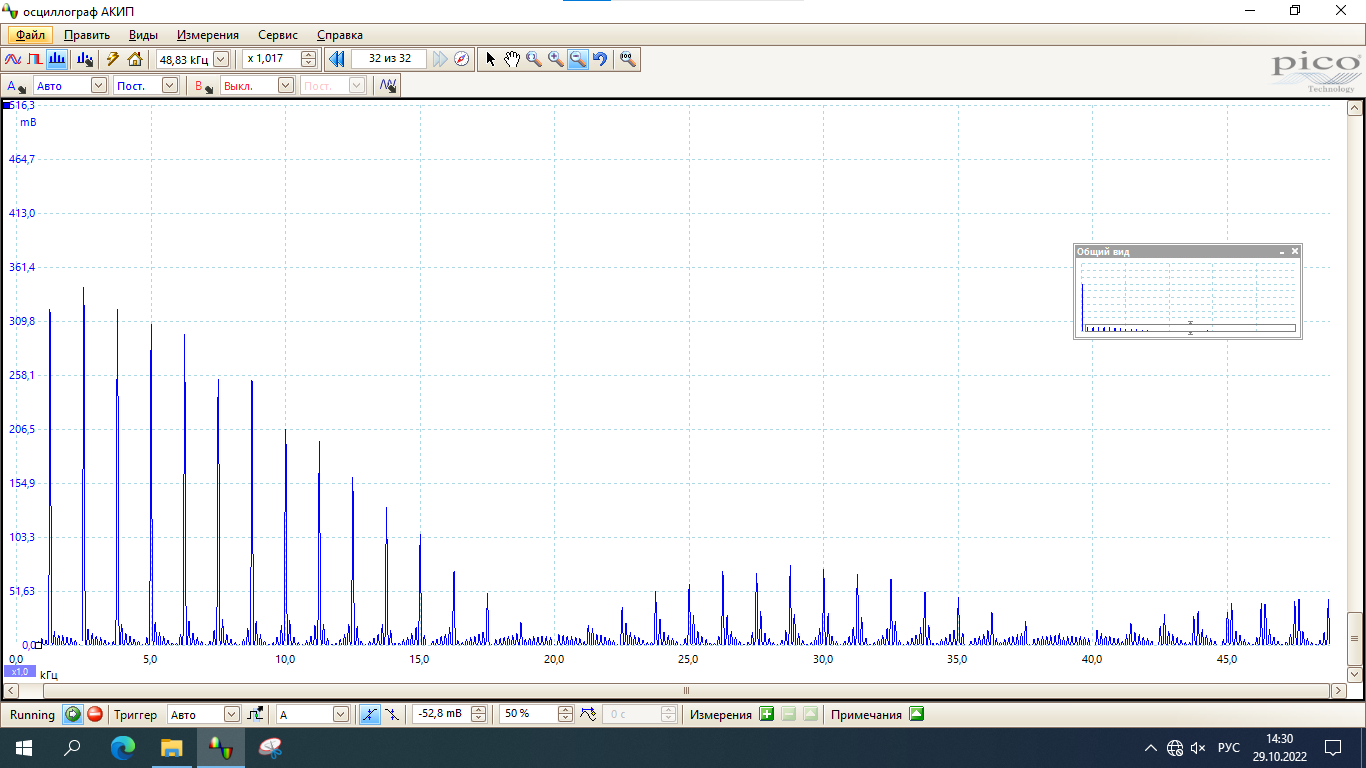 осциллограф АКИП
Файл Править Виды Измерения Сервис Справка
48,83 кГц x 1,017 32 из 32
A Авто Пост. B Выкл. Пост.
pico
Technology
516,3
mB
464,7
413,0
361,4
309,8
258,1
206,5
154,9
103,3
51,63
0,0
Общий вид
0,0 5,0 10,0 15,0 20,0 25,0 30,0 35,0 40,0 45,0
x1,0 кГц
Running Триггер Авто A -52,8 mB 50 % 0 с Измерения Примечания
РУС 14:30
29.10.2022